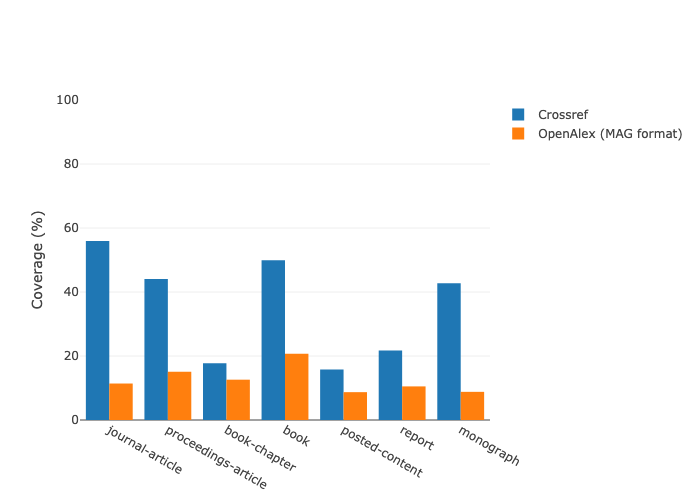 100
80
60
40
20
0
Coverage (%)
journal-article
proceedings-article
book-chapter
book
posted-content
report
monograph
Crossref
OpenAlex (MAG format)